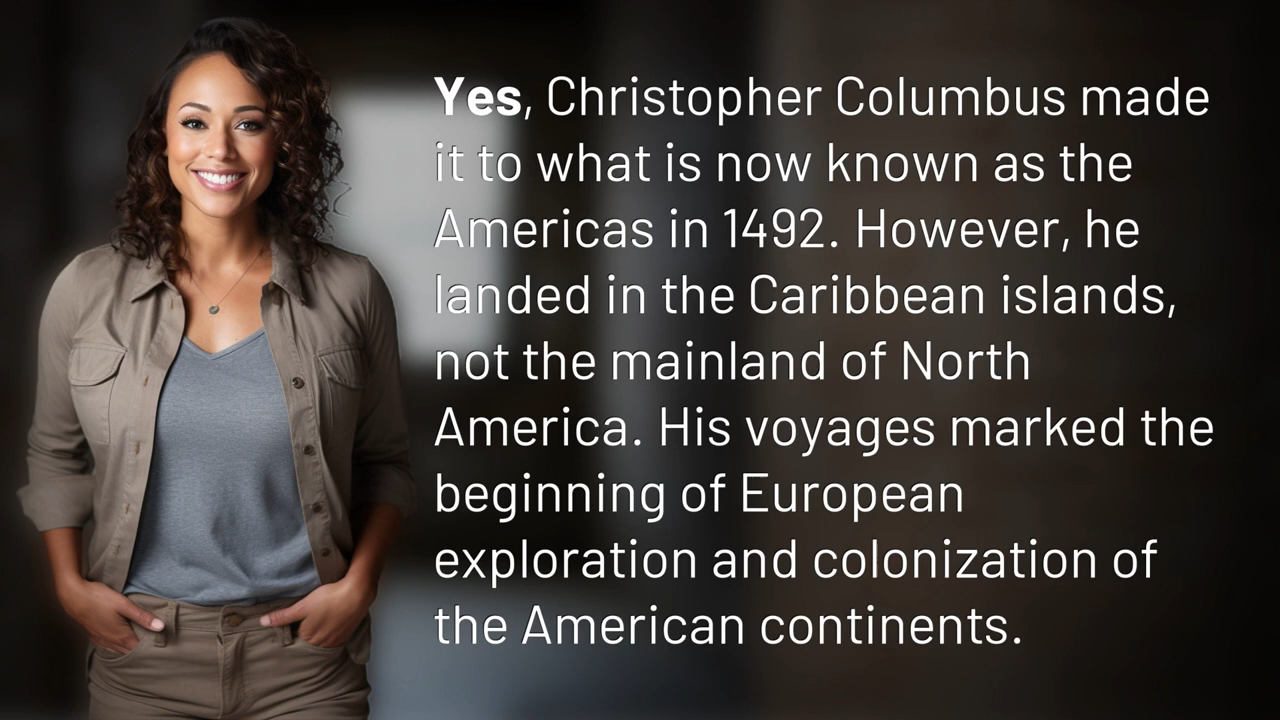 Yes, Christopher Columbus made
it to what is now known as the
Americas in 1492. However, he
landed in the Caribbean islands,
not the mainland of North
America. His voyages marked the
beginning of European
exploration and colonization of
the American continents.